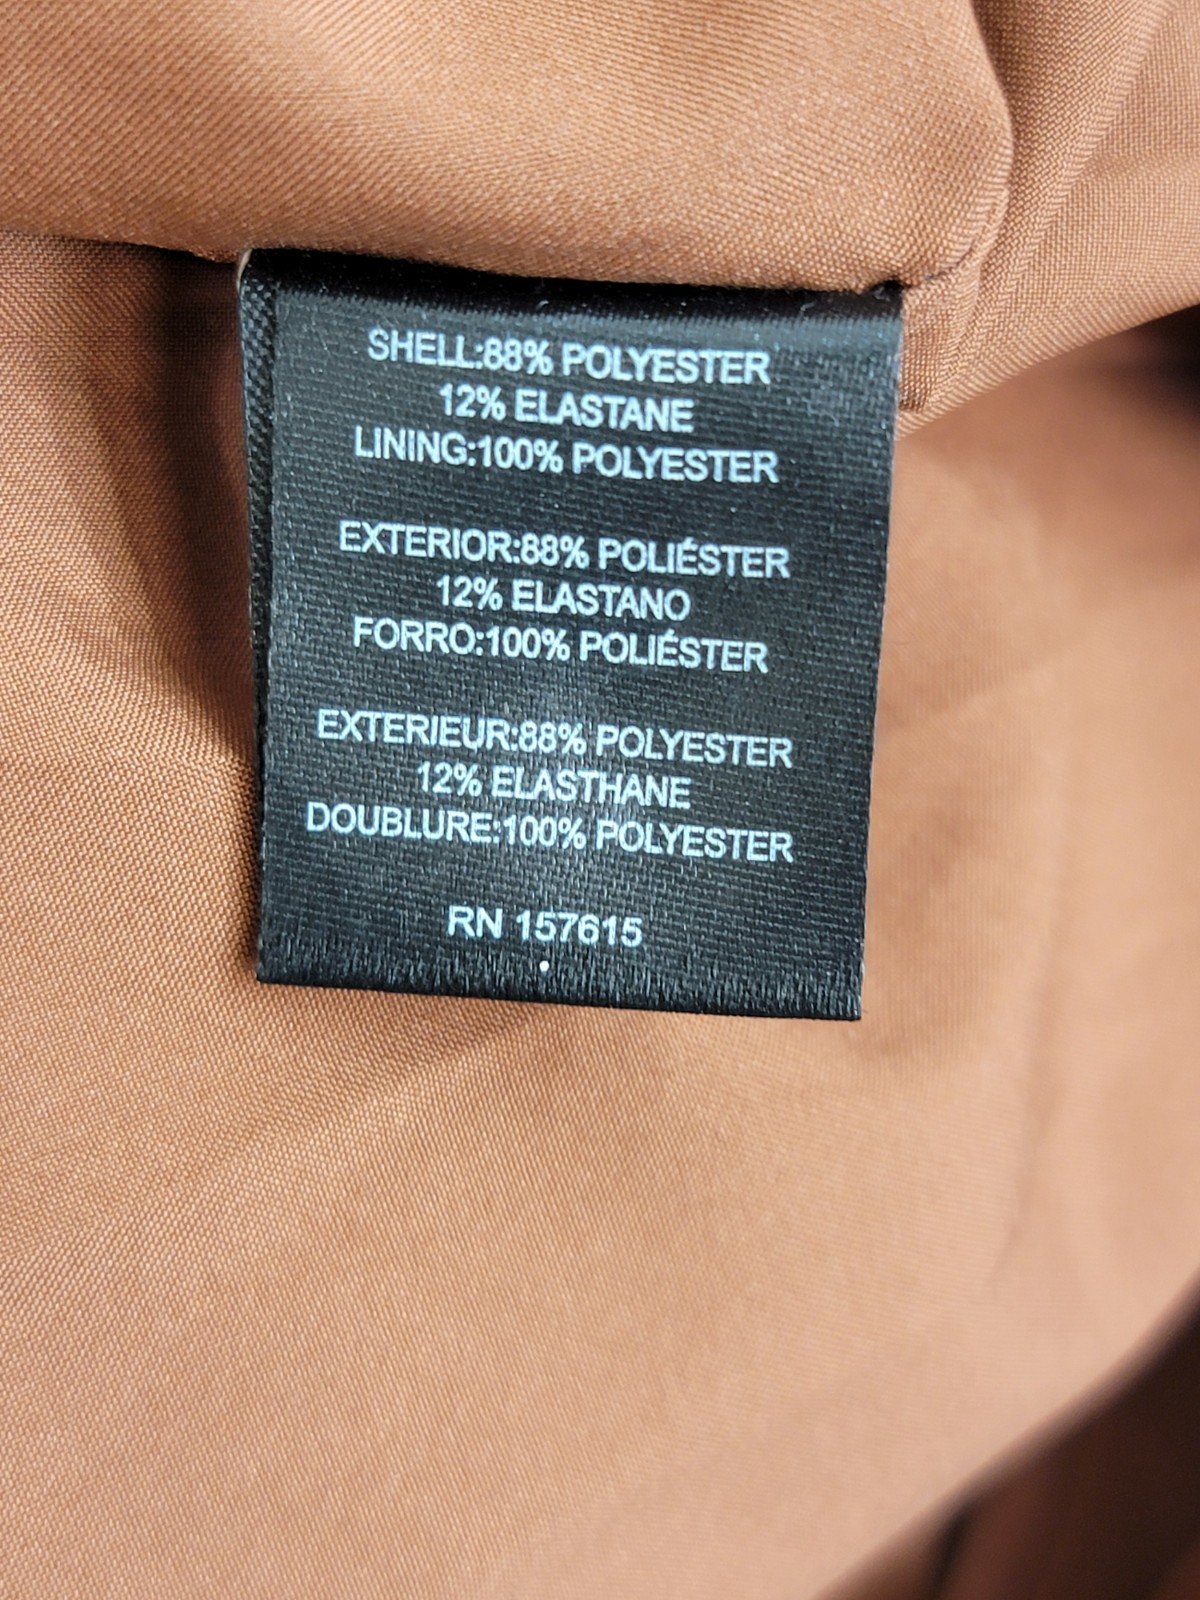 SHELL:88% POLYESTER
12% ELASTANE
LINING:100% POLYESTER
EXTERIOR:88% POLIÉSTER
12% ELASTANO
FORRO:100% POLIÉSTER
EXTERIEUR:88% POLYESTER
12% ELASTHANE
DOUBLURE:100% POLYESTER
RN 157615